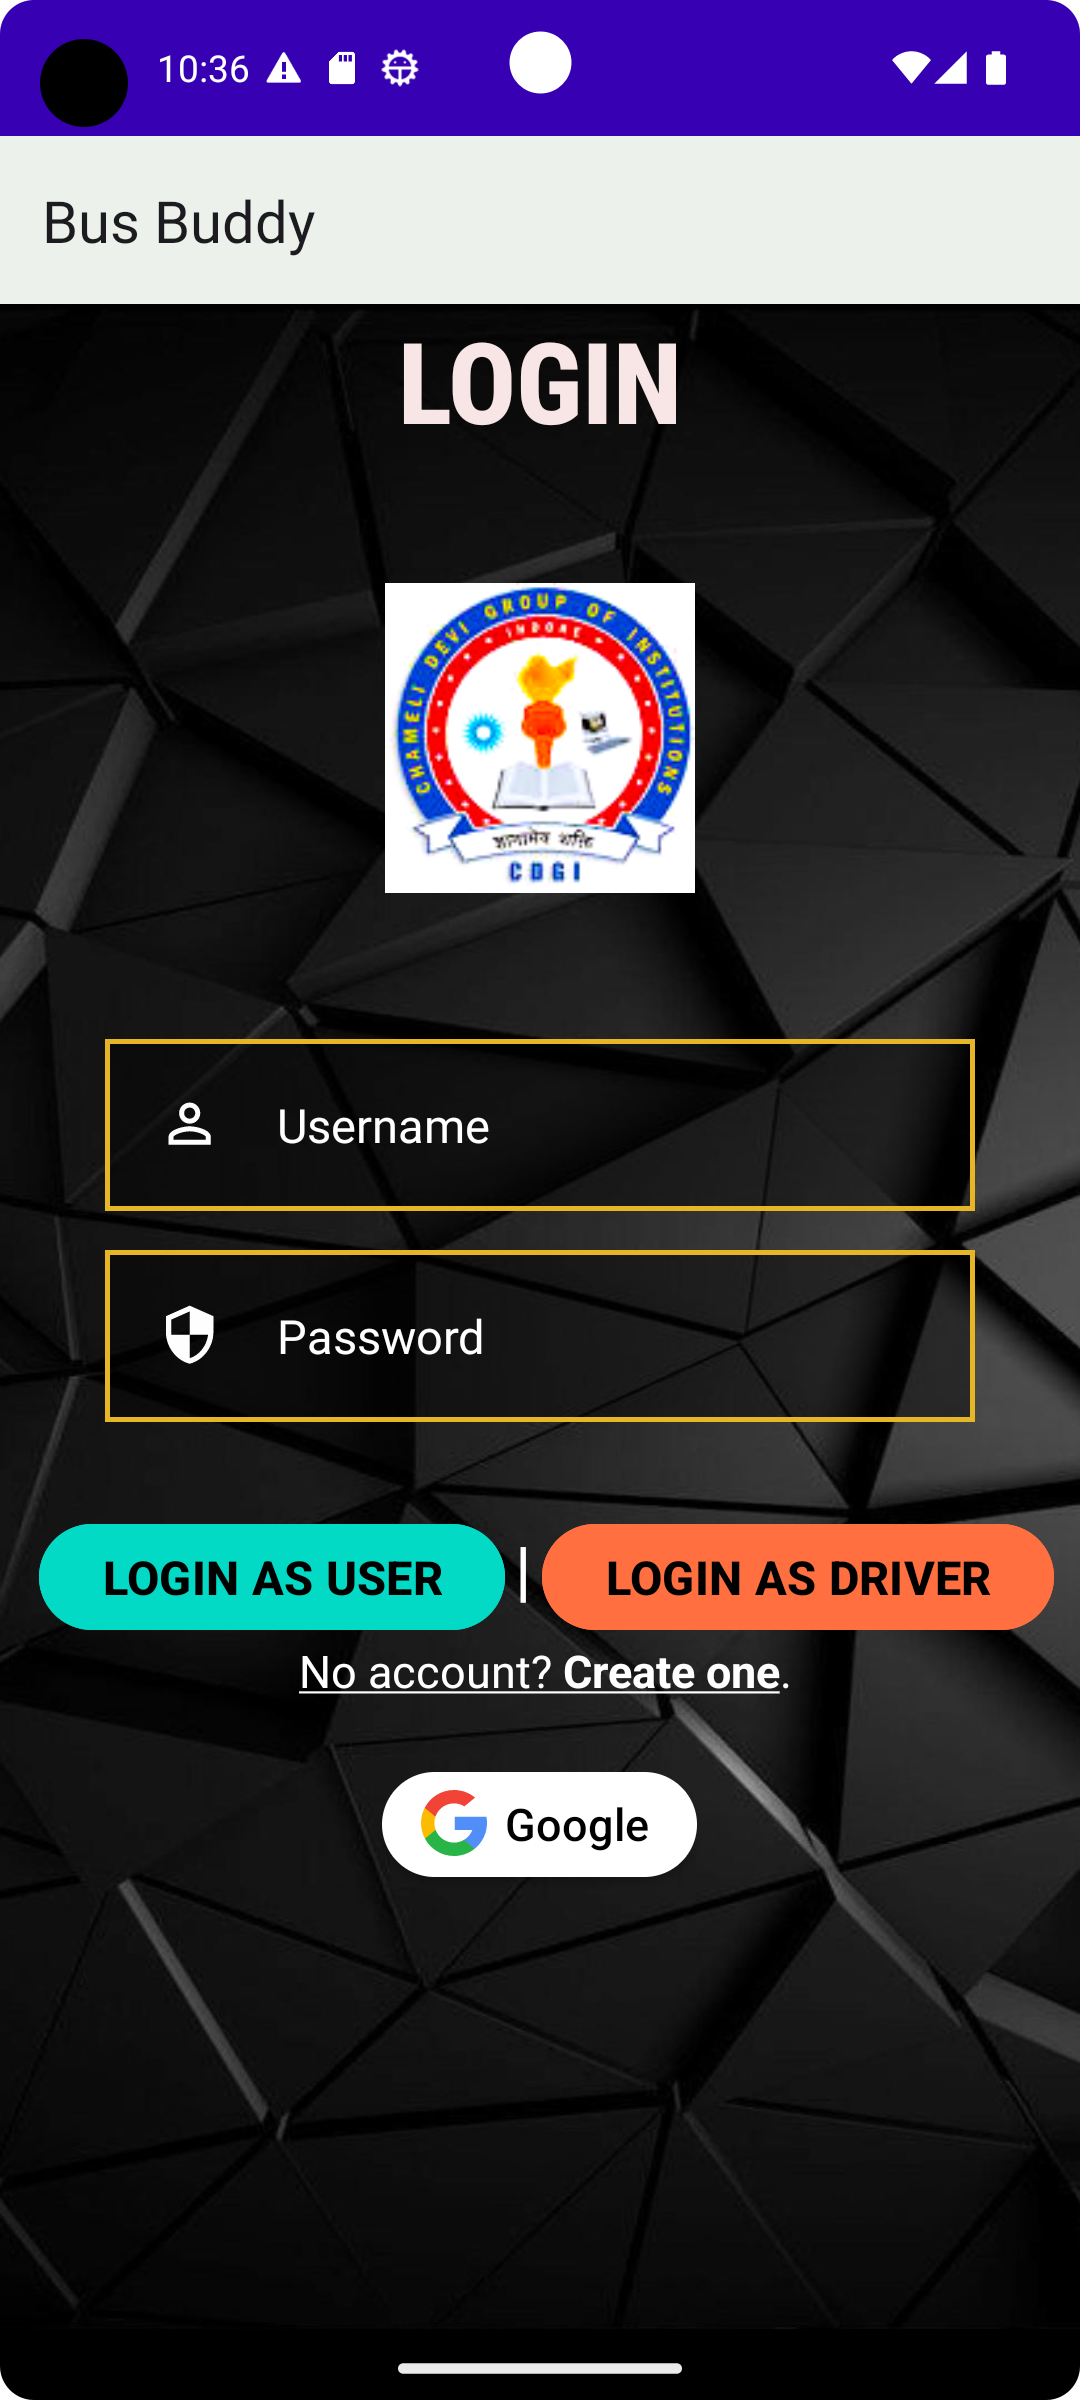 10:36
Bus Buddy
LOGIN
CHAMELI DEVI GROUP OF INSTITUTIONS
INDORE
ज्ञानामेव शक्ति
CDGI
Username
Password
LOGIN AS USER | LOGIN AS DRIVER
No account? Create one.
Google